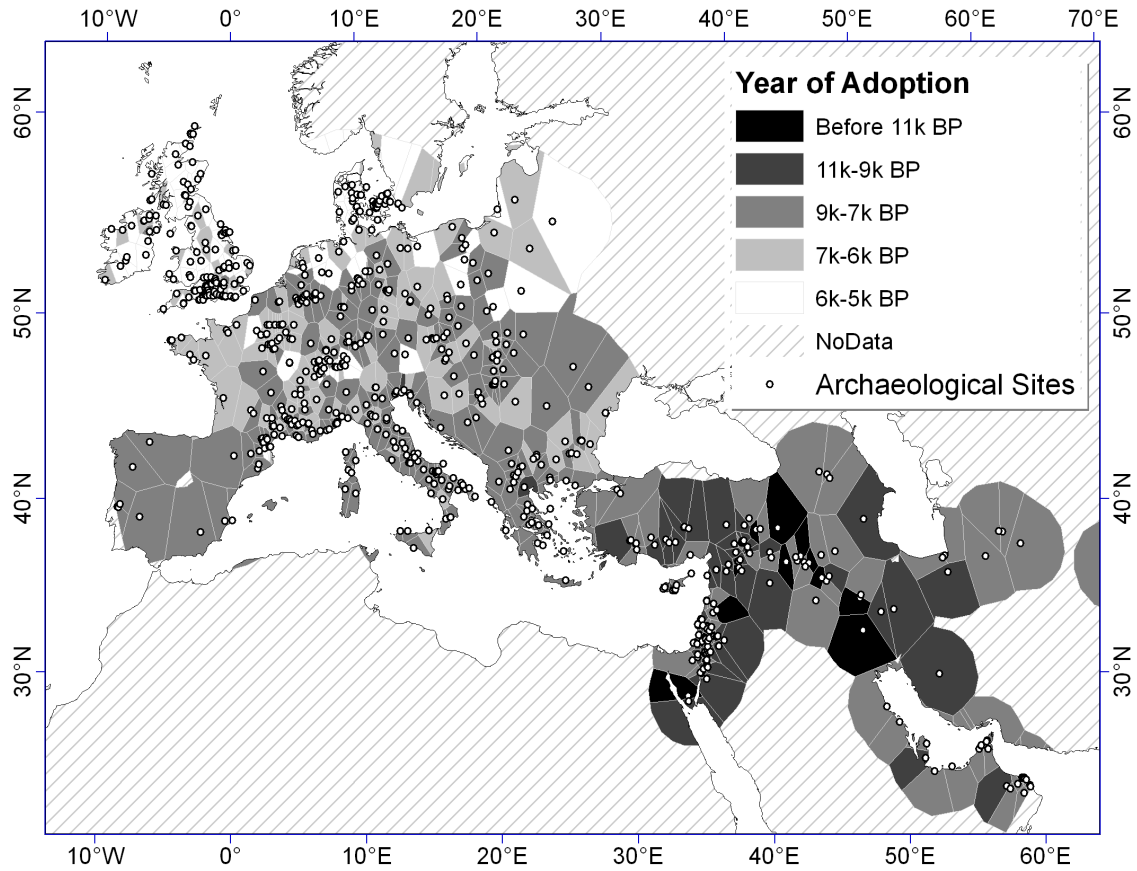 10°W 0° 10°E 20°E 30°E 40°E 50°E 60°E 70°E
60°N 60°N
50°N 50°N
40°N 40°N
30°N 30°N
Year of Adoption
Before 11k BP
11k-9k BP
9k-7k BP
7k-6k BP
6k-5k BP
NoData
Archaeological Sites
10°W 0° 10°E 20°E 30°E 40°E 50°E 60°E